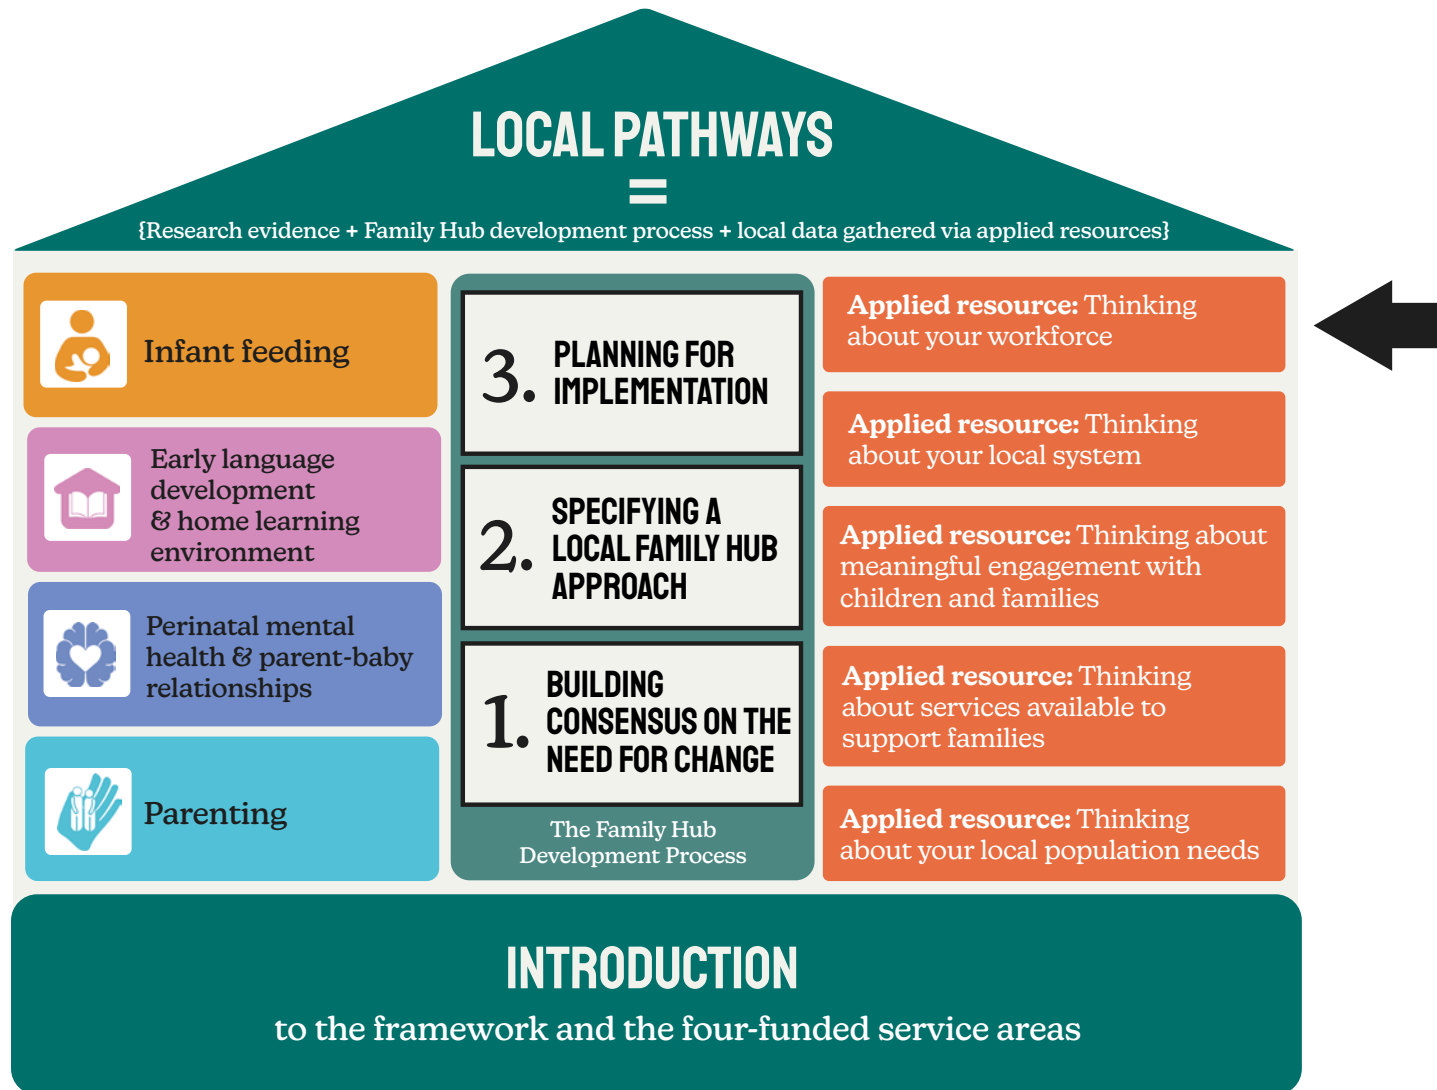 LOCAL PATHWAYS
=
{Research evidence + Family Hub development process + local data gathered via applied resources}
Infant feeding
Early language
development
& home learning
environment
Perinatal mental
health & parent-baby
relationships
Parenting
3. PLANNING FOR
IMPLEMENTATION
2. SPECIFYING A
LOCAL FAMILY HUB
APPROACH
1. BUILDING
CONSENSUS ON THE
NEED FOR CHANGE
The Family Hub
Development Process
Applied resource: Thinking
about your workforce
Applied resource: Thinking
about your local system
Applied resource: Thinking about
meaningful engagement with
children and families
Applied resource: Thinking
about services available to
support families
Applied resource: Thinking
about your local population needs
INTRODUCTION
to the framework and the four-funded service areas